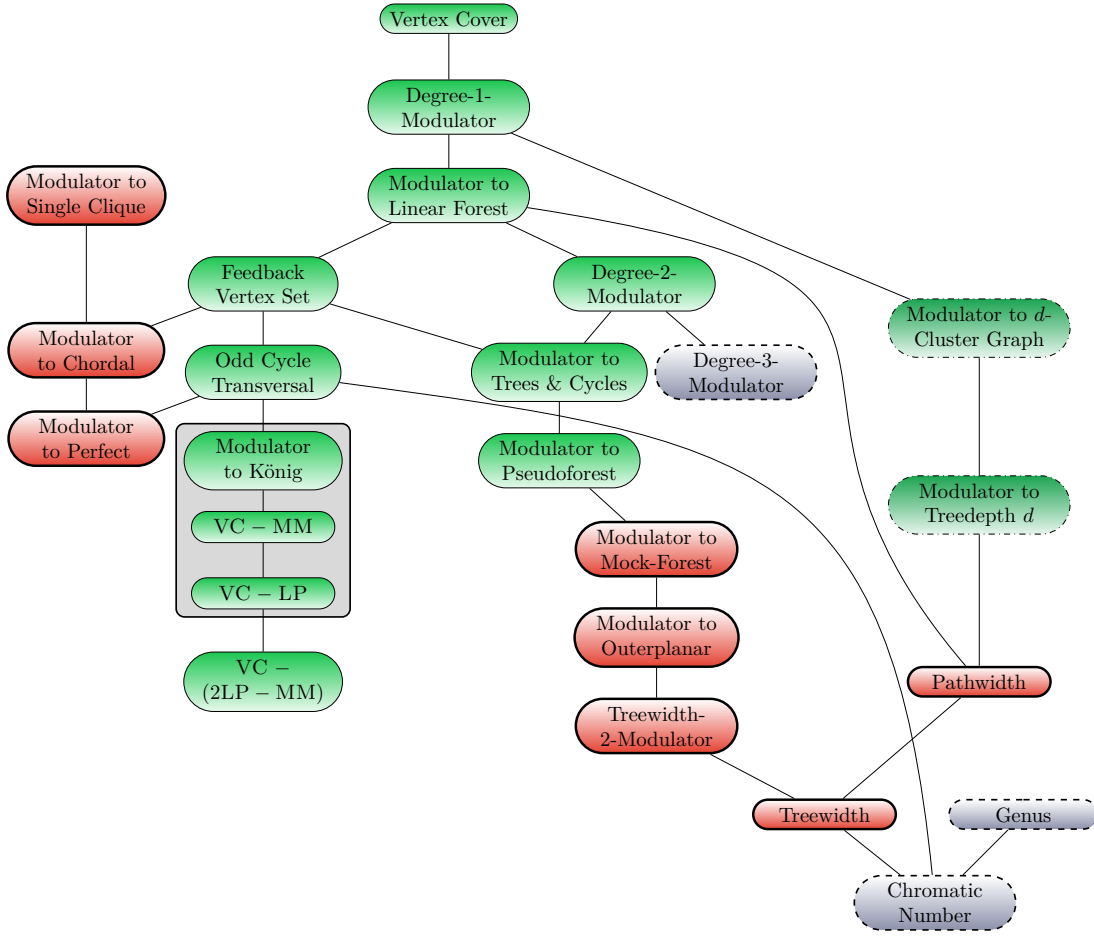 Vertex Cover
Degree-1-
Modulator
Modulator to
Single Clique
Modulator to
Linear Forest
Feedback
Vertex Set
Degree-2-
Modulator
Modulator to d-
Cluster Graph
Modulator
to Chordal
Odd Cycle
Transversal
Modulator to
Trees & Cycles
Degree-3-
Modulator
Modulator
to Perfect
Modulator
to König
Modulator to
Pseudoforest
Modulator to
Treedepth d
VC – MM
Modulator to
Mock-Forest
VC – LP
Modulator to
Outerplanar
VC –
(2LP – MM)
Pathwidth
Treewidth-
2-Modulator
Treewidth
Genus
Chromatic
Number